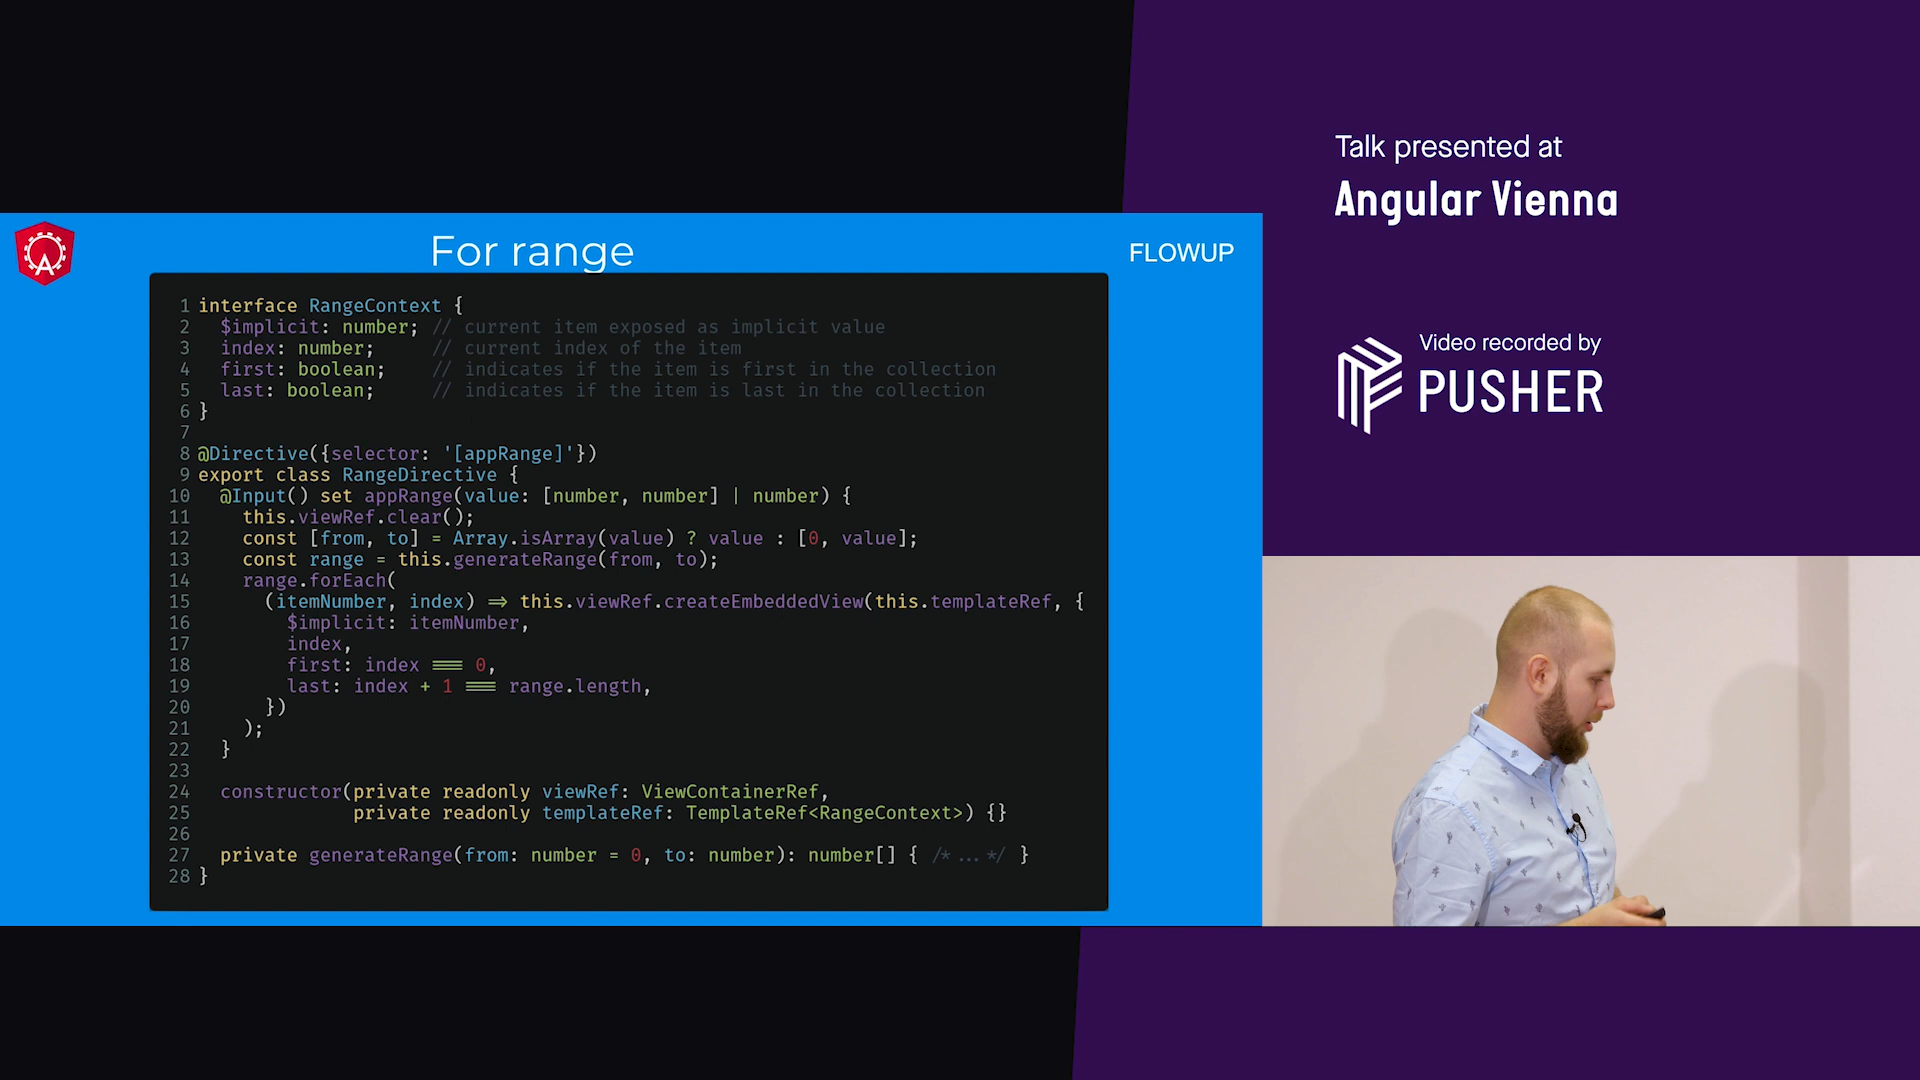 Talk presented at
Angular Vienna
Video recorded by
PUSHER
For range
FLOWUP
1 interface RangeContext {
2   $implicit: number; // current item exposed as implicit value
3   index: number;     // current index of the item
4   first: boolean;    // indicates if the item is first in the collection
5   last: boolean;     // indicates if the item is last in the collection
6 }
7
8 @Directive({selector: '[appRange]'})
9 export class RangeDirective {
10   @Input() set appRange(value: [number, number] | number) {
11     this.viewRef.clear();
12     const [from, to] = Array.isArray(value) ? value : [0, value];
13     const range = this.generateRange(from, to);
14     range.forEach(
15       (itemNumber, index) => this.viewRef.createEmbeddedView(this.templateRef, {
16         $implicit: itemNumber,
17         index,
18         first: index === 0,
19         last: index + 1 === range.length,
20       })
21     );
22   }
23
24   constructor(private readonly viewRef: ViewContainerRef,
25               private readonly templateRef: TemplateRef<RangeContext>) {}
26
27   private generateRange(from: number = 0, to: number): number[] { /*...*/ }
28 }